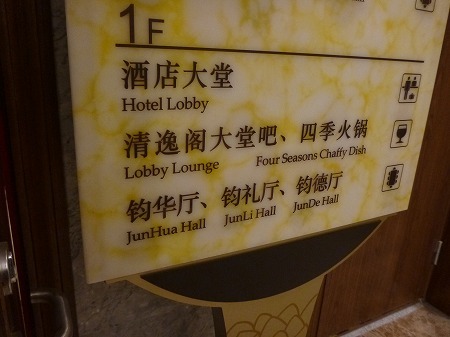 1F
酒店大堂
Hotel Lobby
清逸阁大堂吧、四季火锅
Lobby Lounge Four Seasons Chaffy Dish
钧华厅、钧礼厅、钧德厅
JunHua Hall JunLi Hall JunDe Hall